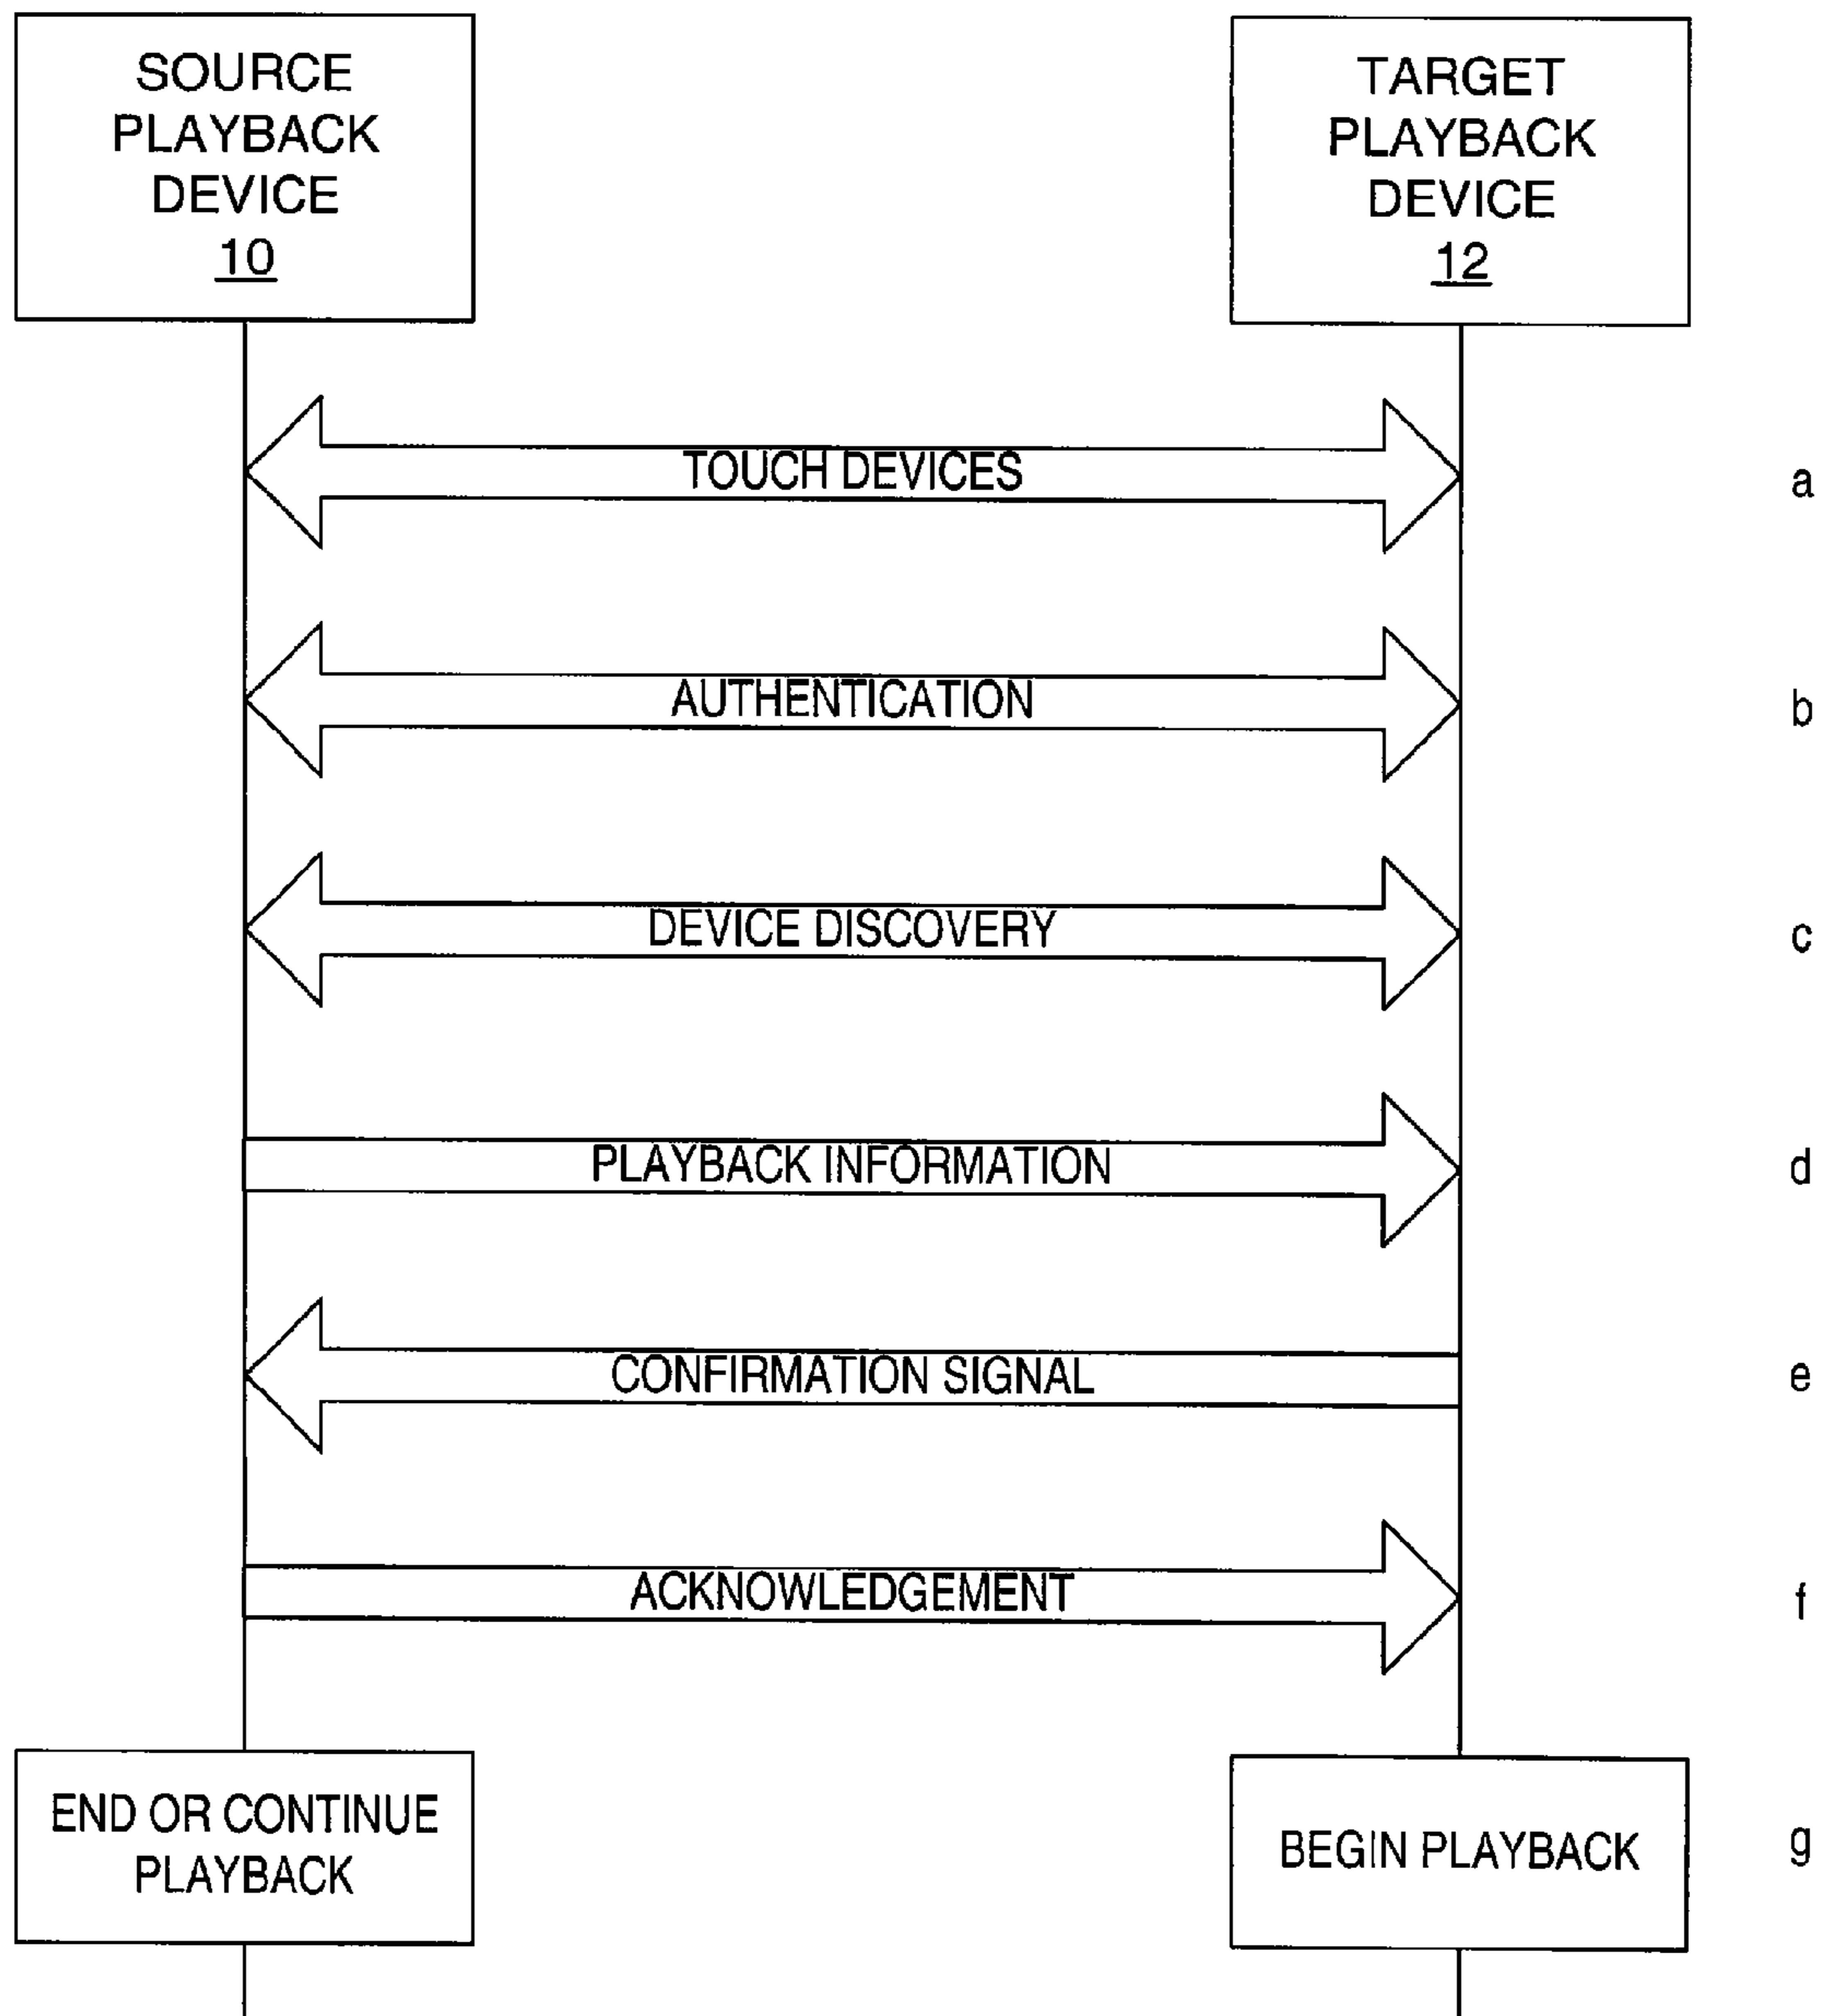 SOURCE
PLAYBACK
DEVICE
10
TARGET
PLAYBACK
DEVICE
12
TOUCH DEVICES
a
AUTHENTICATION
b
DEVICE DISCOVERY
c
PLAYBACK INFORMATION
d
CONFIRMATION SIGNAL
e
ACKNOWLEDGEMENT
f
END OR CONTINUE
PLAYBACK
BEGIN PLAYBACK
g